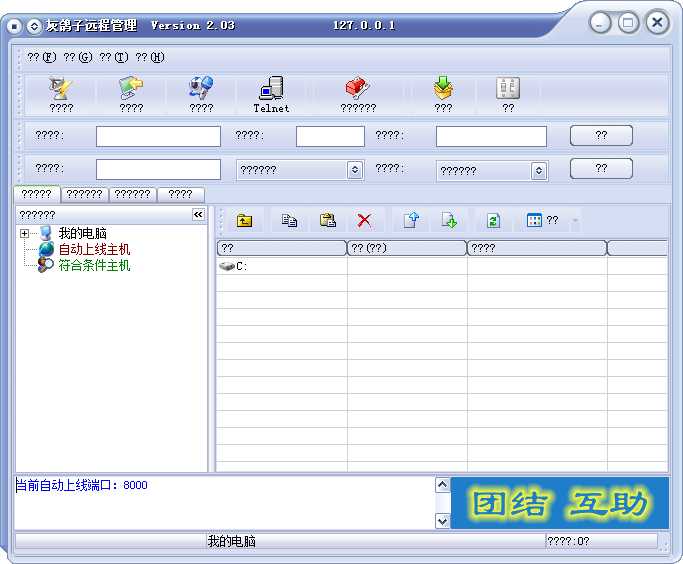 灰鸽子远程管理 Version 2.03 127.0.0.1
??(F) ??(G) ??(T) ??(H)
???? ???? ???? Telnet ?????? ??? ??
????: ????: ????: ??
????: ?????? ????: ?????? ??
????? ?????? ?????? ????
?????? ??
我的电脑 ?? ??(??) ????
自动上线主机
符合条件主机 C:
当前自动上线端口: 8000
团结 互助
我的电脑 ????:0?